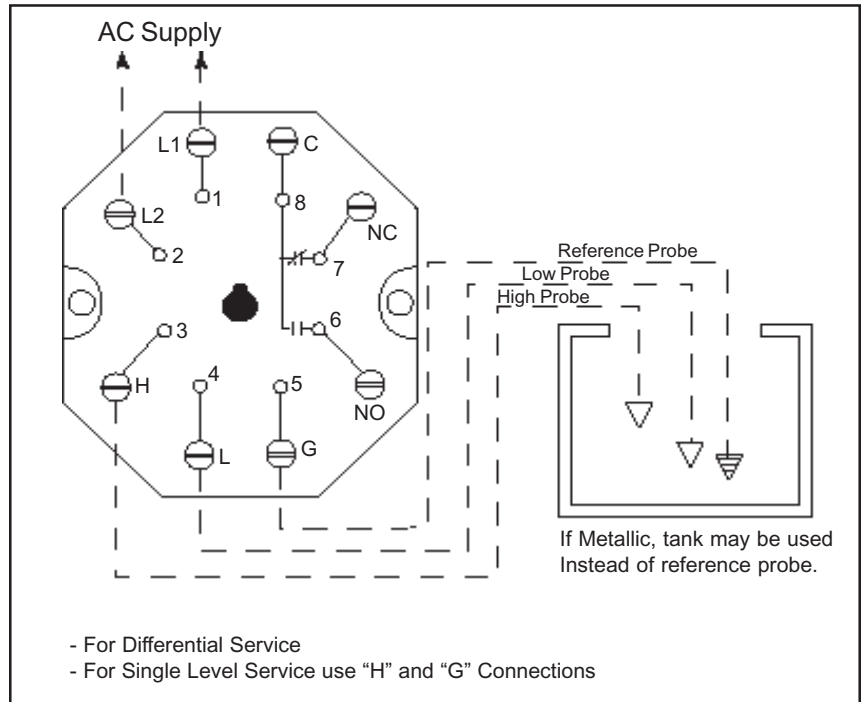 AC Supply
L1
C
1
8
L2
NC
2
7
Reference Probe
Low Probe
High Probe
3
6
H
4
5
NO
L
G
If Metallic, tank may be used
Instead of reference probe.
- For Differential Service
- For Single Level Service use “H” and “G” Connections